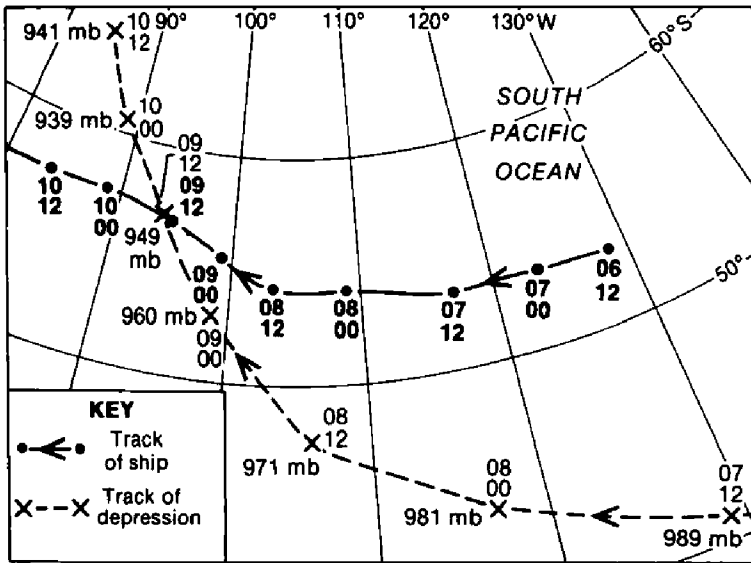 941 mb
10
12
90°
100°
110°
120°
130°W
60°S
939 mb
10
00
SOUTH
PACIFIC
OCEAN
09
12
09
12
10
12
10
00
949
mb
09
00
08
12
08
00
07
12
07
00
06
12
50°
960 mb
09
00
KEY
Track
of ship
Track of
depression
08
12
971 mb
08
00
981 mb
07
12
989 mb